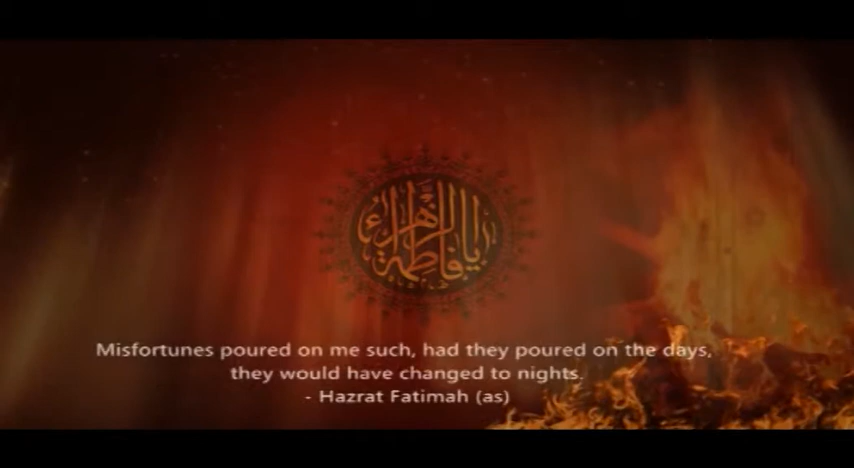 يا فاطمة الزهراء
Misfortunes poured on me such, had they poured on the days,
they would have changed to nights.
- Hazrat Fatimah (as)